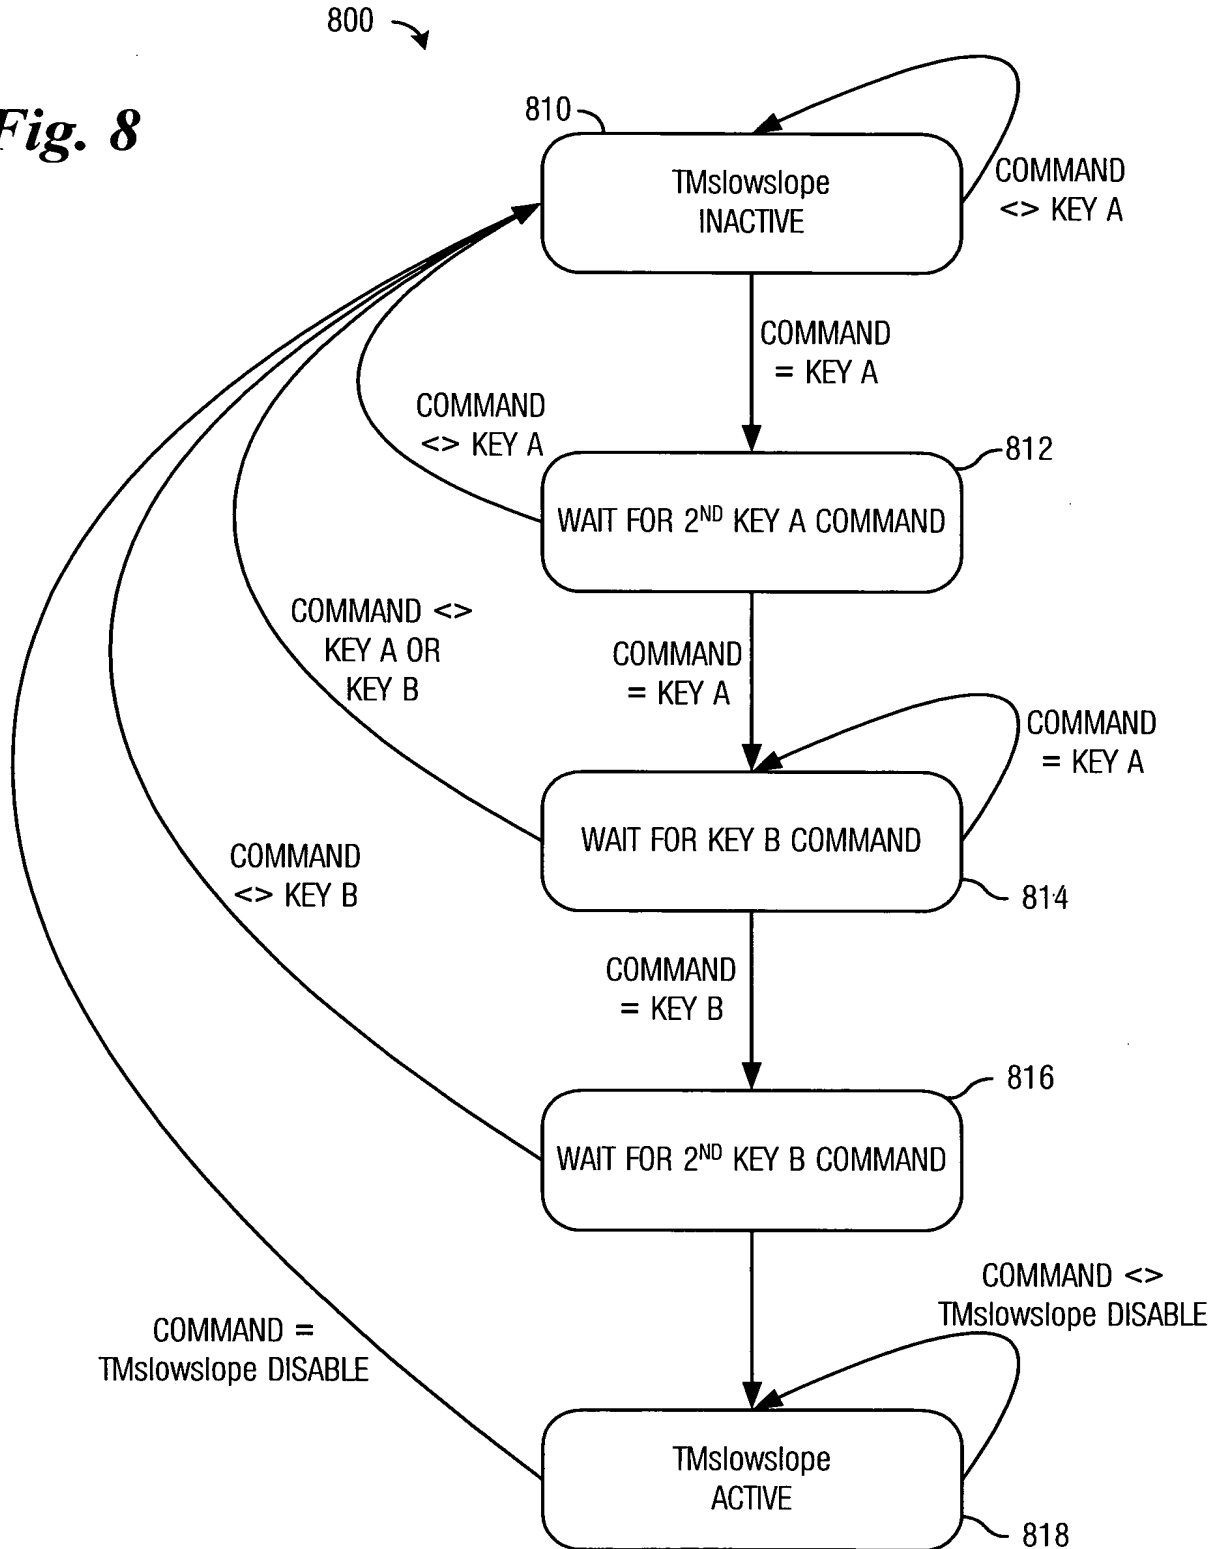 800
Fig. 8
810
TMslowslope
INACTIVE
COMMAND
<> KEY A
COMMAND
= KEY A
COMMAND
<> KEY A
812
WAIT FOR 2ND KEY A COMMAND
COMMAND <>
KEY A OR
KEY B
COMMAND
= KEY A
COMMAND
= KEY A
WAIT FOR KEY B COMMAND
814
COMMAND
<> KEY B
COMMAND
= KEY B
816
WAIT FOR 2ND KEY B COMMAND
COMMAND <>
TMslowslope DISABLE
COMMAND =
TMslowslope DISABLE
TMslowslope
ACTIVE
818